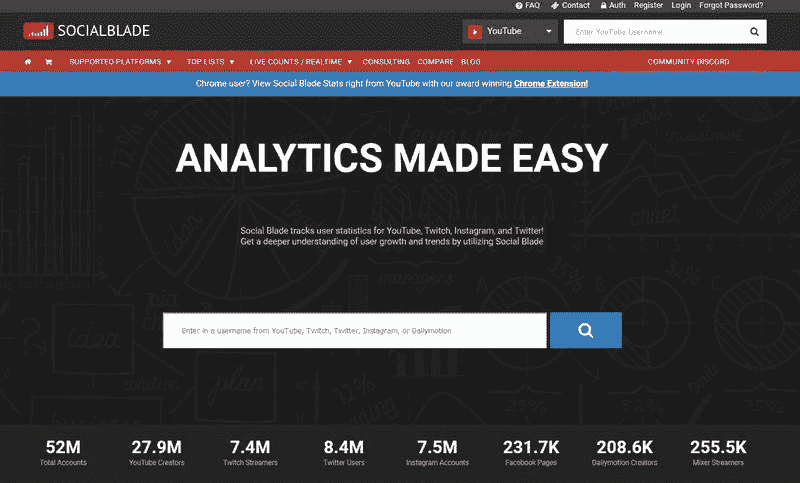 FAQ Contact Auth Register Login Forgot Password?
SOCIALBLADE
YouTube
Enter YouTube Username
SUPPORTED PLATFORMS TOP LISTS LIVE COUNTS / REALTIME CONSULTING COMPARE BLOG COMMUNITY DISCORD
Chrome user? View Social Blade Stats right from YouTube with our award winning Chrome Extension!
ANALYTICS MADE EASY
Social Blade tracks user statistics for YouTube, Twitch, Instagram, and Twitter!
Get a deeper understanding of user growth and trends by utilizing Social Blade
managers
chart
idea
plan
Enter in a username from YouTube, Twitch, Twitter, Instagram, or Dailymotion
52M 27.9M 7.4M 8.4M 7.5M 231.7K 208.6K 255.5K
Total Accounts YouTube Creators Twitch Streamers Twitter Users Instagram Accounts Facebook Pages Dailymotion Creators Mixer Streamers